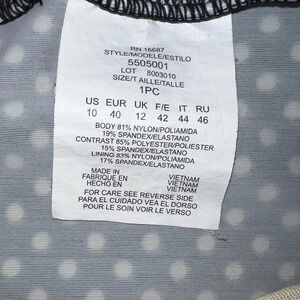 RN 16687
STYLE/MODELE/ESTILO
5505001
LOT 8003010
SIZE/TAILLE/TALLE
1PC
US EUR UK F/E IT RU
10 40 12 42 44 46
BODY 81% NYLON/POLIAMIDA
19% SPANDEX/ELASTANO
CONTRAST 85% POLYESTER/POLIESTER
15% SPANDEX/ELASTANO
LINING 83% NYLON/POLIAMIDA
17% SPANDEX/ELASTANO
MADE IN VIETNAM
FABRIQUE EN VIETNAM
HECHO EN VIETNAM
FOR CARE SEE REVERSE SIDE
PARA EL CUIDADO VEA EL DORSO
POUR LE SOIN VOIR LE VERSO